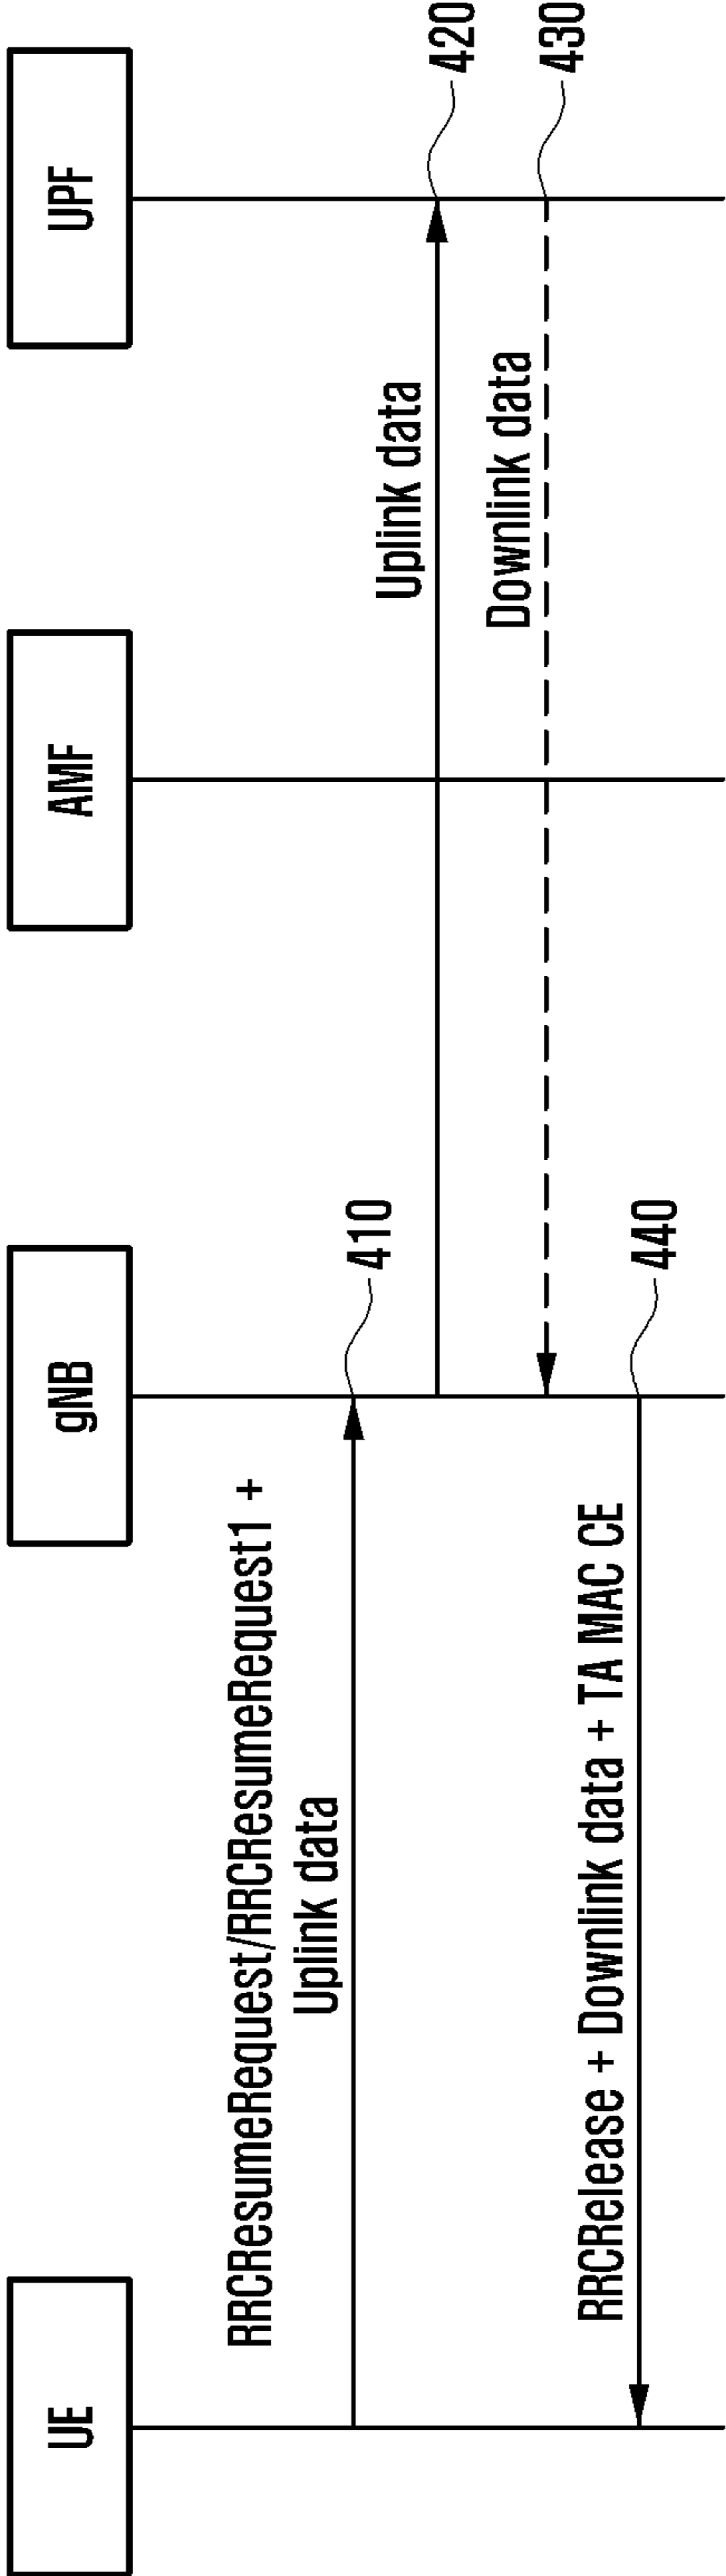 UE
gNB
AMF
UPF
RRCResumeRequest/RRCResumeRequest1 +
Uplink data
410
Uplink data
420
Downlink data
430
RRCRelease + Downlink data + TA MAC CE
440